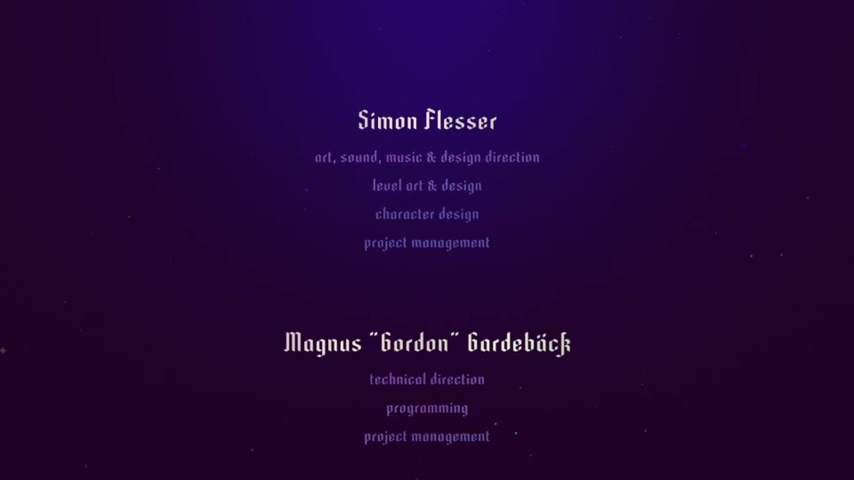 Simon Flesser
art, sound, music & design direction
level art & design
character design
project management
Magnus "Gordon" Gardebäck
technical direction
programming
project management